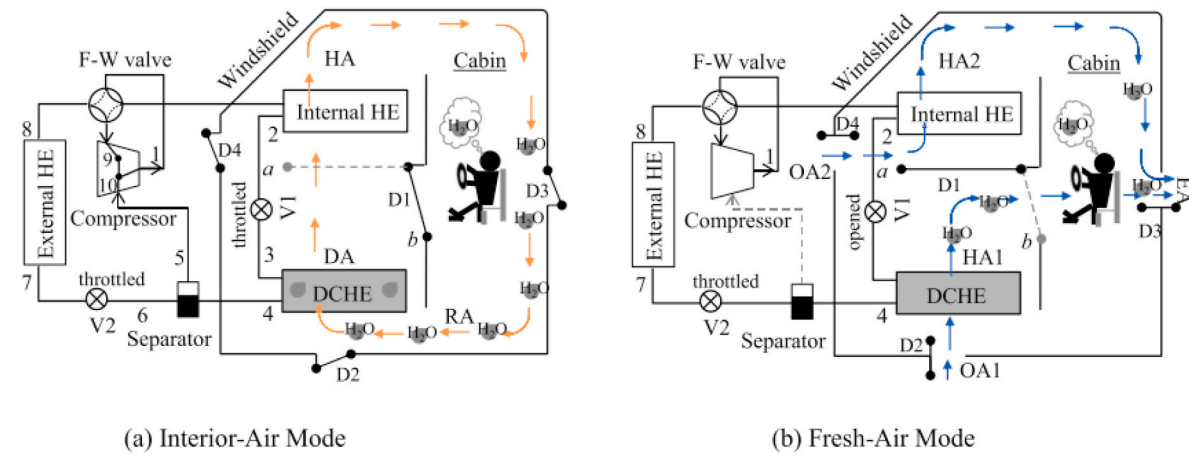 Windshield
HA
H₂O
F-W valve
Cabin
8
Internal HE
H₂O
H₂O
2
9
1
D4
10
a
External HE
Compressor
throttled
V1
D1
D3
H₂O
5
b
DA
3
7
throttled
DCHE
H₂O
V2
6
4
RA
Separator
H₂O
H₂O
H₂O
D2
(a) Interior-Air Mode
Windshield
HA2
F-W valve
Cabin
H₂O
8
D4
Internal HE
H₂O
2
1
OA2
a
External HE
Compressor
opened
V1
D1
H₂O
H₂O
EA
D3
H₂O
b
HA1
7
throttled
DCHE
V2
4
Separator
D2
OA1
(b) Fresh-Air Mode